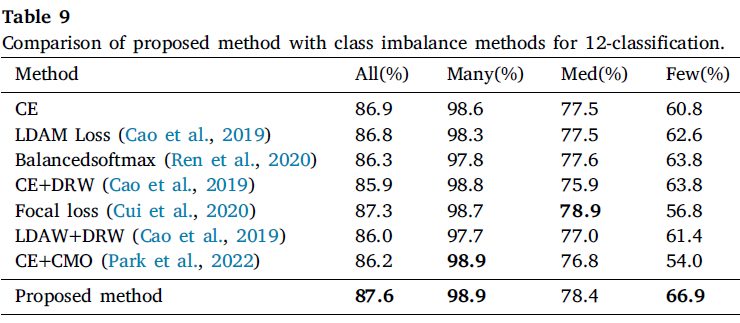 Table 9
Comparison of proposed method with class imbalance methods for 12-classification.
Method All(%) Many(%) Med(%) Few(%)
CE 86.9 98.6 77.5 60.8
LDAM Loss (Cao et al., 2019) 86.8 98.3 77.5 62.6
Balancedsoftmax (Ren et al., 2020) 86.3 97.8 77.6 63.8
CE+DRW (Cao et al., 2019) 85.9 98.8 75.9 63.8
Focal loss (Cui et al., 2020) 87.3 98.7 78.9 56.8
LDAW+DRW (Cao et al., 2019) 86.0 97.7 77.0 61.4
CE+CMO (Park et al., 2022) 86.2 98.9 76.8 54.0
Proposed method 87.6 98.9 78.4 66.9